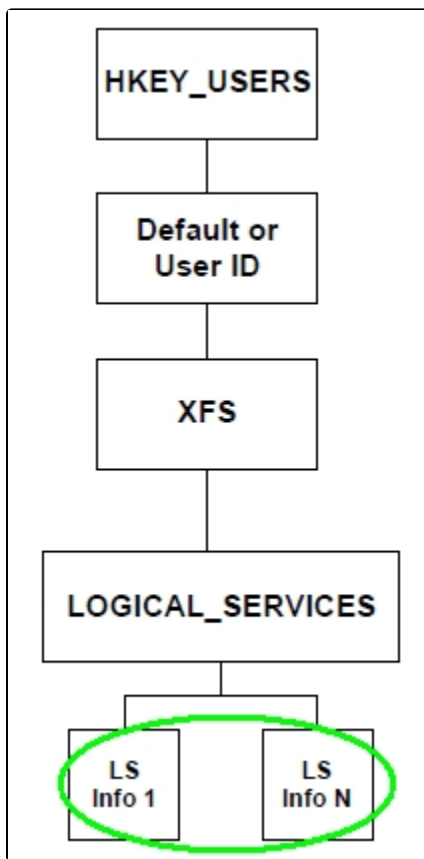 HKEY_USERS
Default or
User ID
XFS
LOGICAL_SERVICES
LS
Info 1
LS
Info N